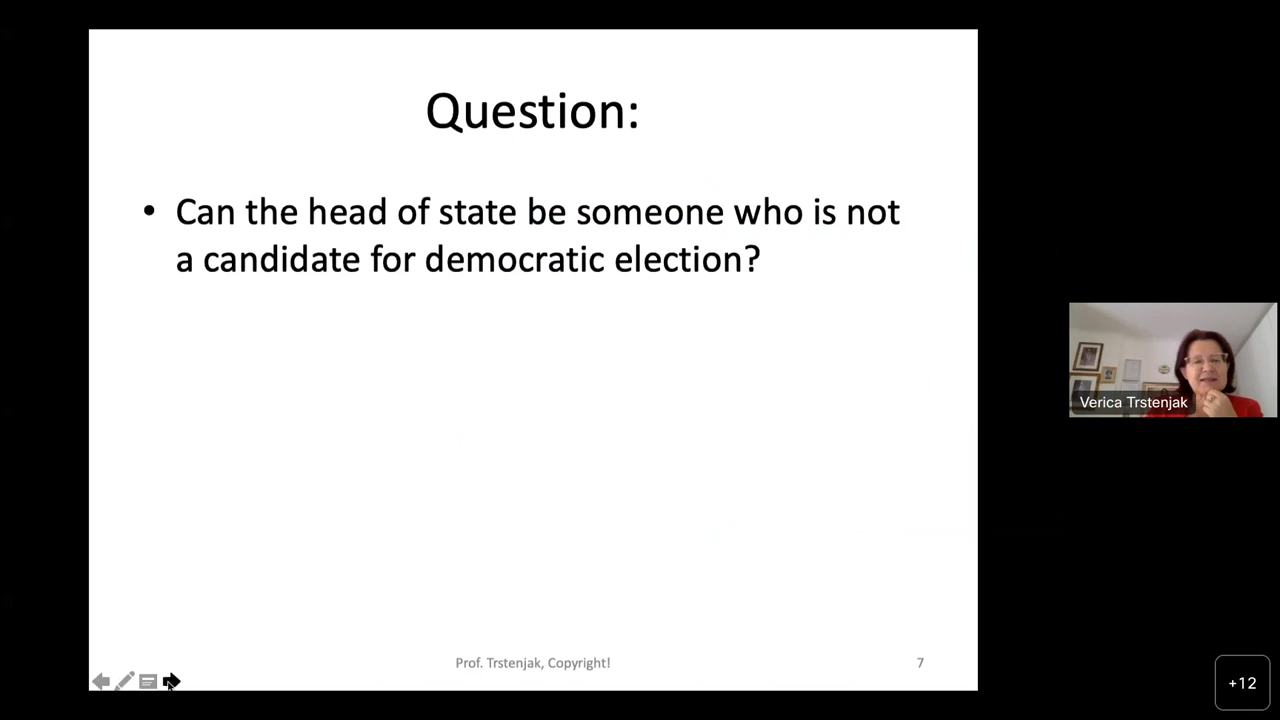 Question:
• Can the head of state be someone who is not
a candidate for democratic election?
Verica Trstenjak
Prof. Trstenjak, Copyright!
7
+12